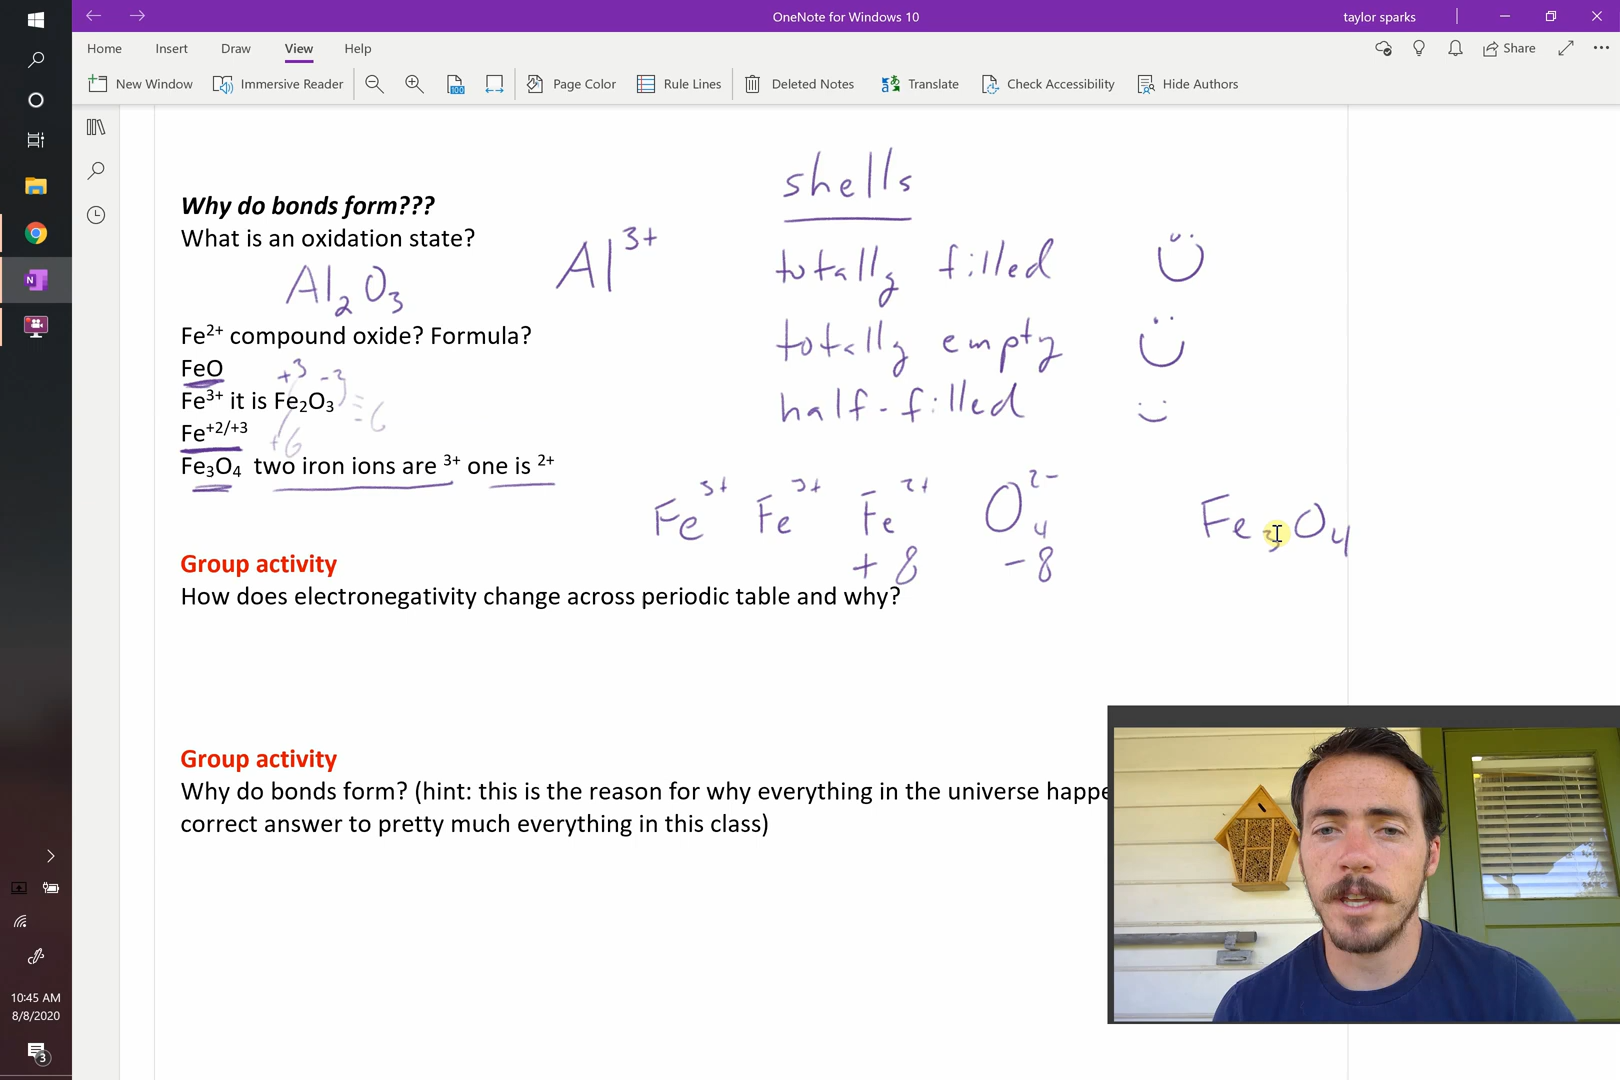 OneNote for Windows 10
taylor sparks
Home Insert Draw View Help
Share
New Window Immersive Reader Page Color Rule Lines Deleted Notes Translate Check Accessibility Hide Authors
shells
Why do bonds form???
What is an oxidation state?
Al³⁺
totally filled
Al₂O₃
Fe²⁺ compound oxide? Formula?
totally empty
FeO
+3 -2
Fe³⁺ it is Fe₂O₃
half-filled
= 6
Fe⁺²/⁺³
+6
Fe₃O₄ two iron ions are ³⁺ one is ²⁺
Fe³⁺ Fe³⁺ Fe²⁺ O₄²⁻ Fe₃O₄
+8 -8
Group activity
How does electronegativity change across periodic table and why?
Group activity
Why do bonds form? (hint: this is the reason for why everything in the universe happe
correct answer to pretty much everything in this class)
10:45 AM
8/8/2020
3